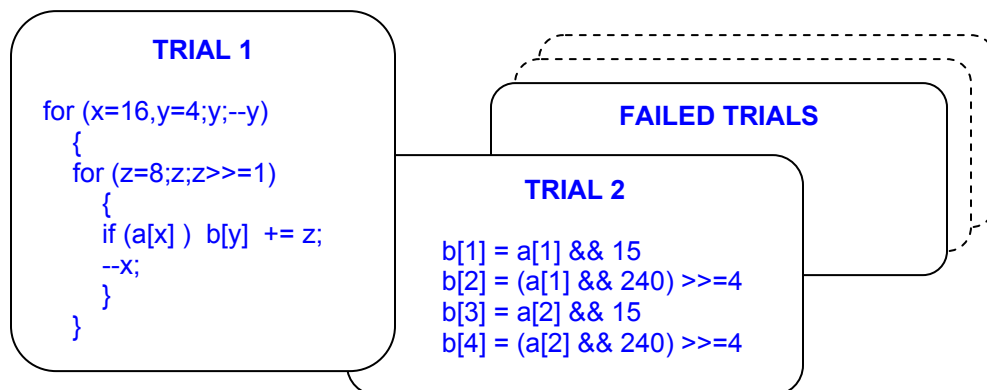 TRIAL 1
for (x=16,y=4;y;--y)
{
for (z=8;z;z>>=1)
{
if (a[x] ) b[y] += z;
--x;
}
}
FAILED TRIALS
TRIAL 2
b[1] = a[1] && 15
b[2] = (a[1] && 240) >>=4
b[3] = a[2] && 15
b[4] = (a[2] && 240) >>=4